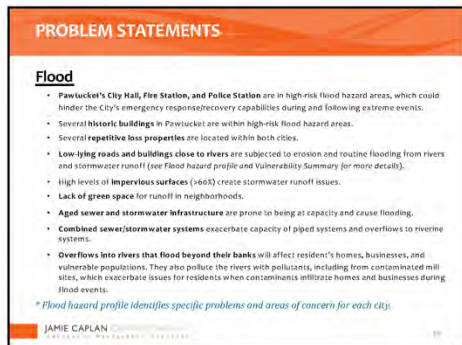 PROBLEM STATEMENTS
Flood
• Pawtucket's City Hall, Fire Station, and Police Station are in high-risk flood hazard areas, which could
hinder the City's emergency response/recovery capabilities during and following extreme events.
• Several historic buildings in Pawtucket are within high-risk flood hazard areas.
• Several repetitive loss properties are located within both cities.
• Low-lying roads and buildings close to rivers are subjected to erosion and routine flooding from rivers
and stormwater runoff (see Flood hazard profile and Vulnerability Summary for more details).
• High levels of impervious surfaces (>60%) create stormwater runoff issues.
• Lack of green space for runoff in neighborhoods.
• Aged sewer and stormwater infrastructure are prone to being at capacity and cause flooding.
• Combined sewer/stormwater systems exacerbate capacity of piped systems and overflows to riverine
systems.
• Overflows into rivers that flood beyond their banks will affect resident's homes, businesses, and
vulnerable populations. They also pollute the rivers with pollutants, including from contaminated mill
sites, which exacerbate issues for residents when contaminants infiltrate homes and businesses during
flood events.
* Flood hazard profile identifies specific problems and areas of concern for each city.
JAMIE CAPLAN